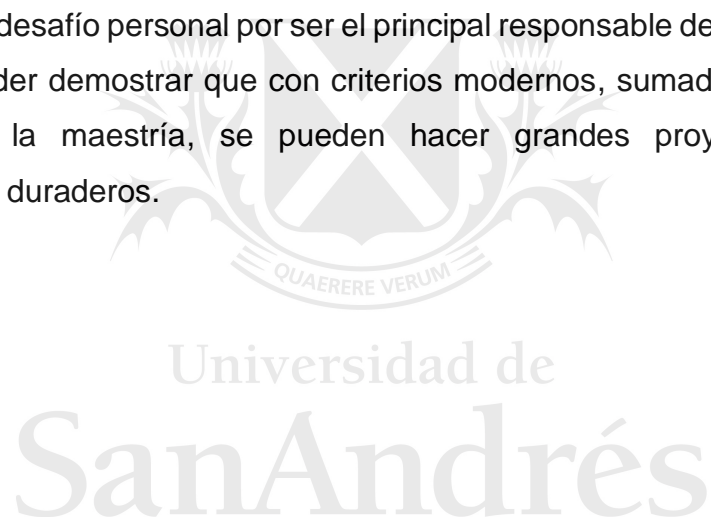 desafío personal por ser el principal responsable de
der demostrar que con criterios modernos, sumad
la maestría, se pueden hacer grandes proy
duraderos.
QUAERERE VERUM
Universidad de
SanAndrés